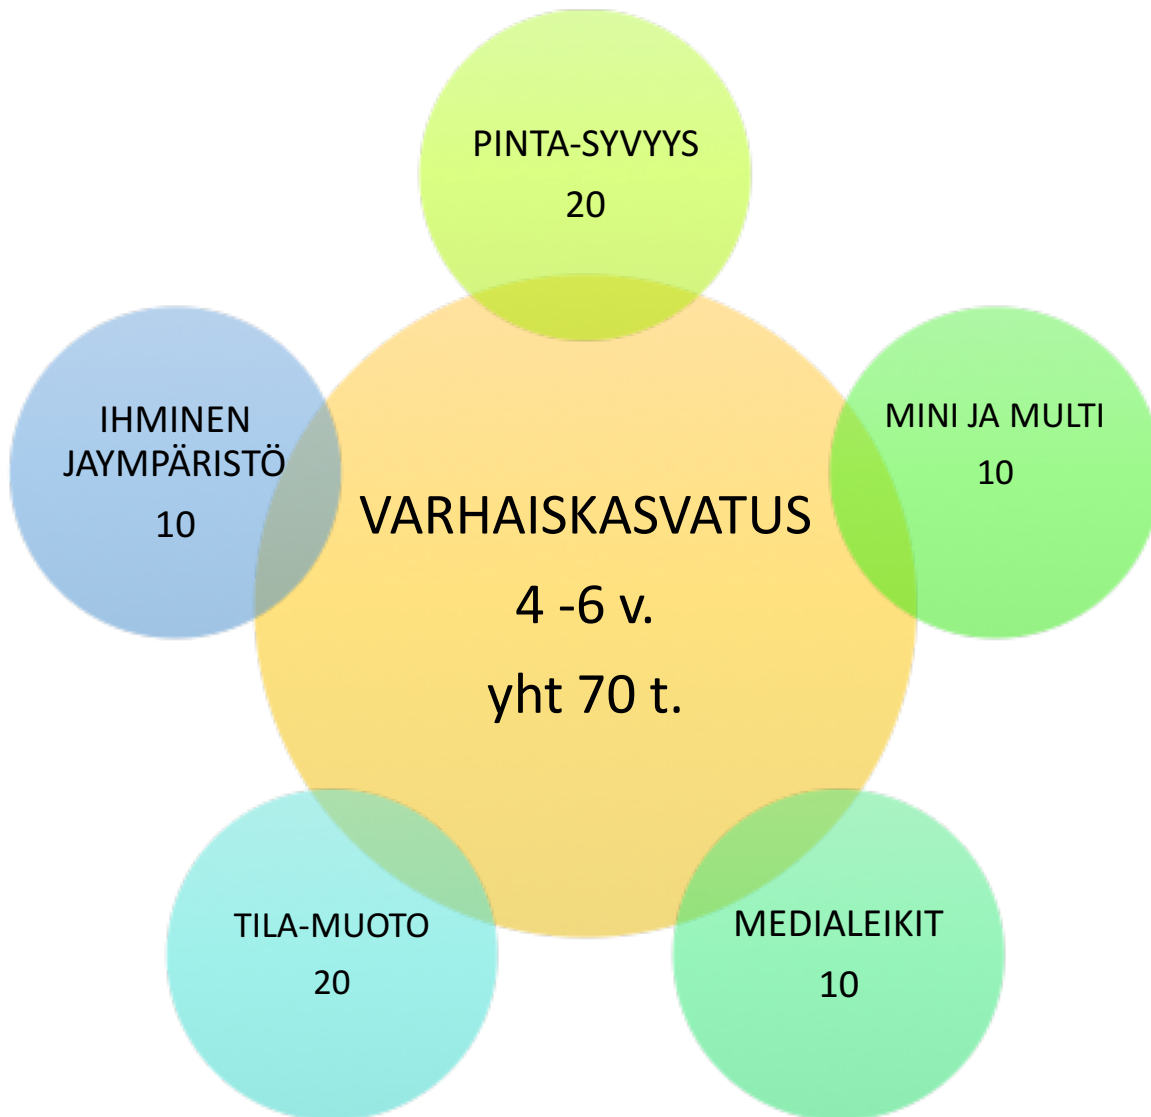 PINTA-SYVYYS
20
MINI JA MULTI
10
MEDIALEIKIT
10
TILA-MUOTO
20
IHMINEN
JAYMPÄRISTÖ
10
VARHAISKASVATUS
4 -6 v.
yht 70 t.